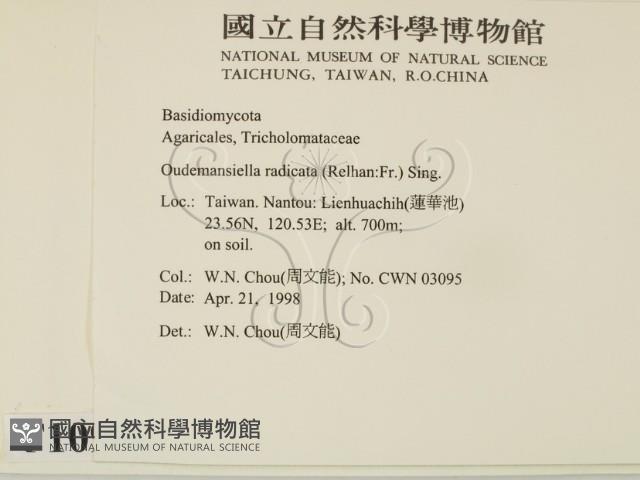 國立自然科學博物館
NATIONAL MUSEUM OF NATURAL SCIENCE
TAICHUNG, TAIWAN, R.O.CHINA
Basidiomycota
Agaricales, Tricholomataceae
Oudemansiella radicata (Relhan:Fr.) Sing.
Loc.: Taiwan. Nantou: Lienhuachih(蓮華池)
23.56N, 120.53E; alt. 700m;
on soil.
Col.: W.N. Chou(周文能); No. CWN 03095
Date: Apr. 21, 1998
Det.: W.N. Chou(周文能)
國立自然科學博物館
NATIONAL MUSEUM OF NATURAL SCIENCE